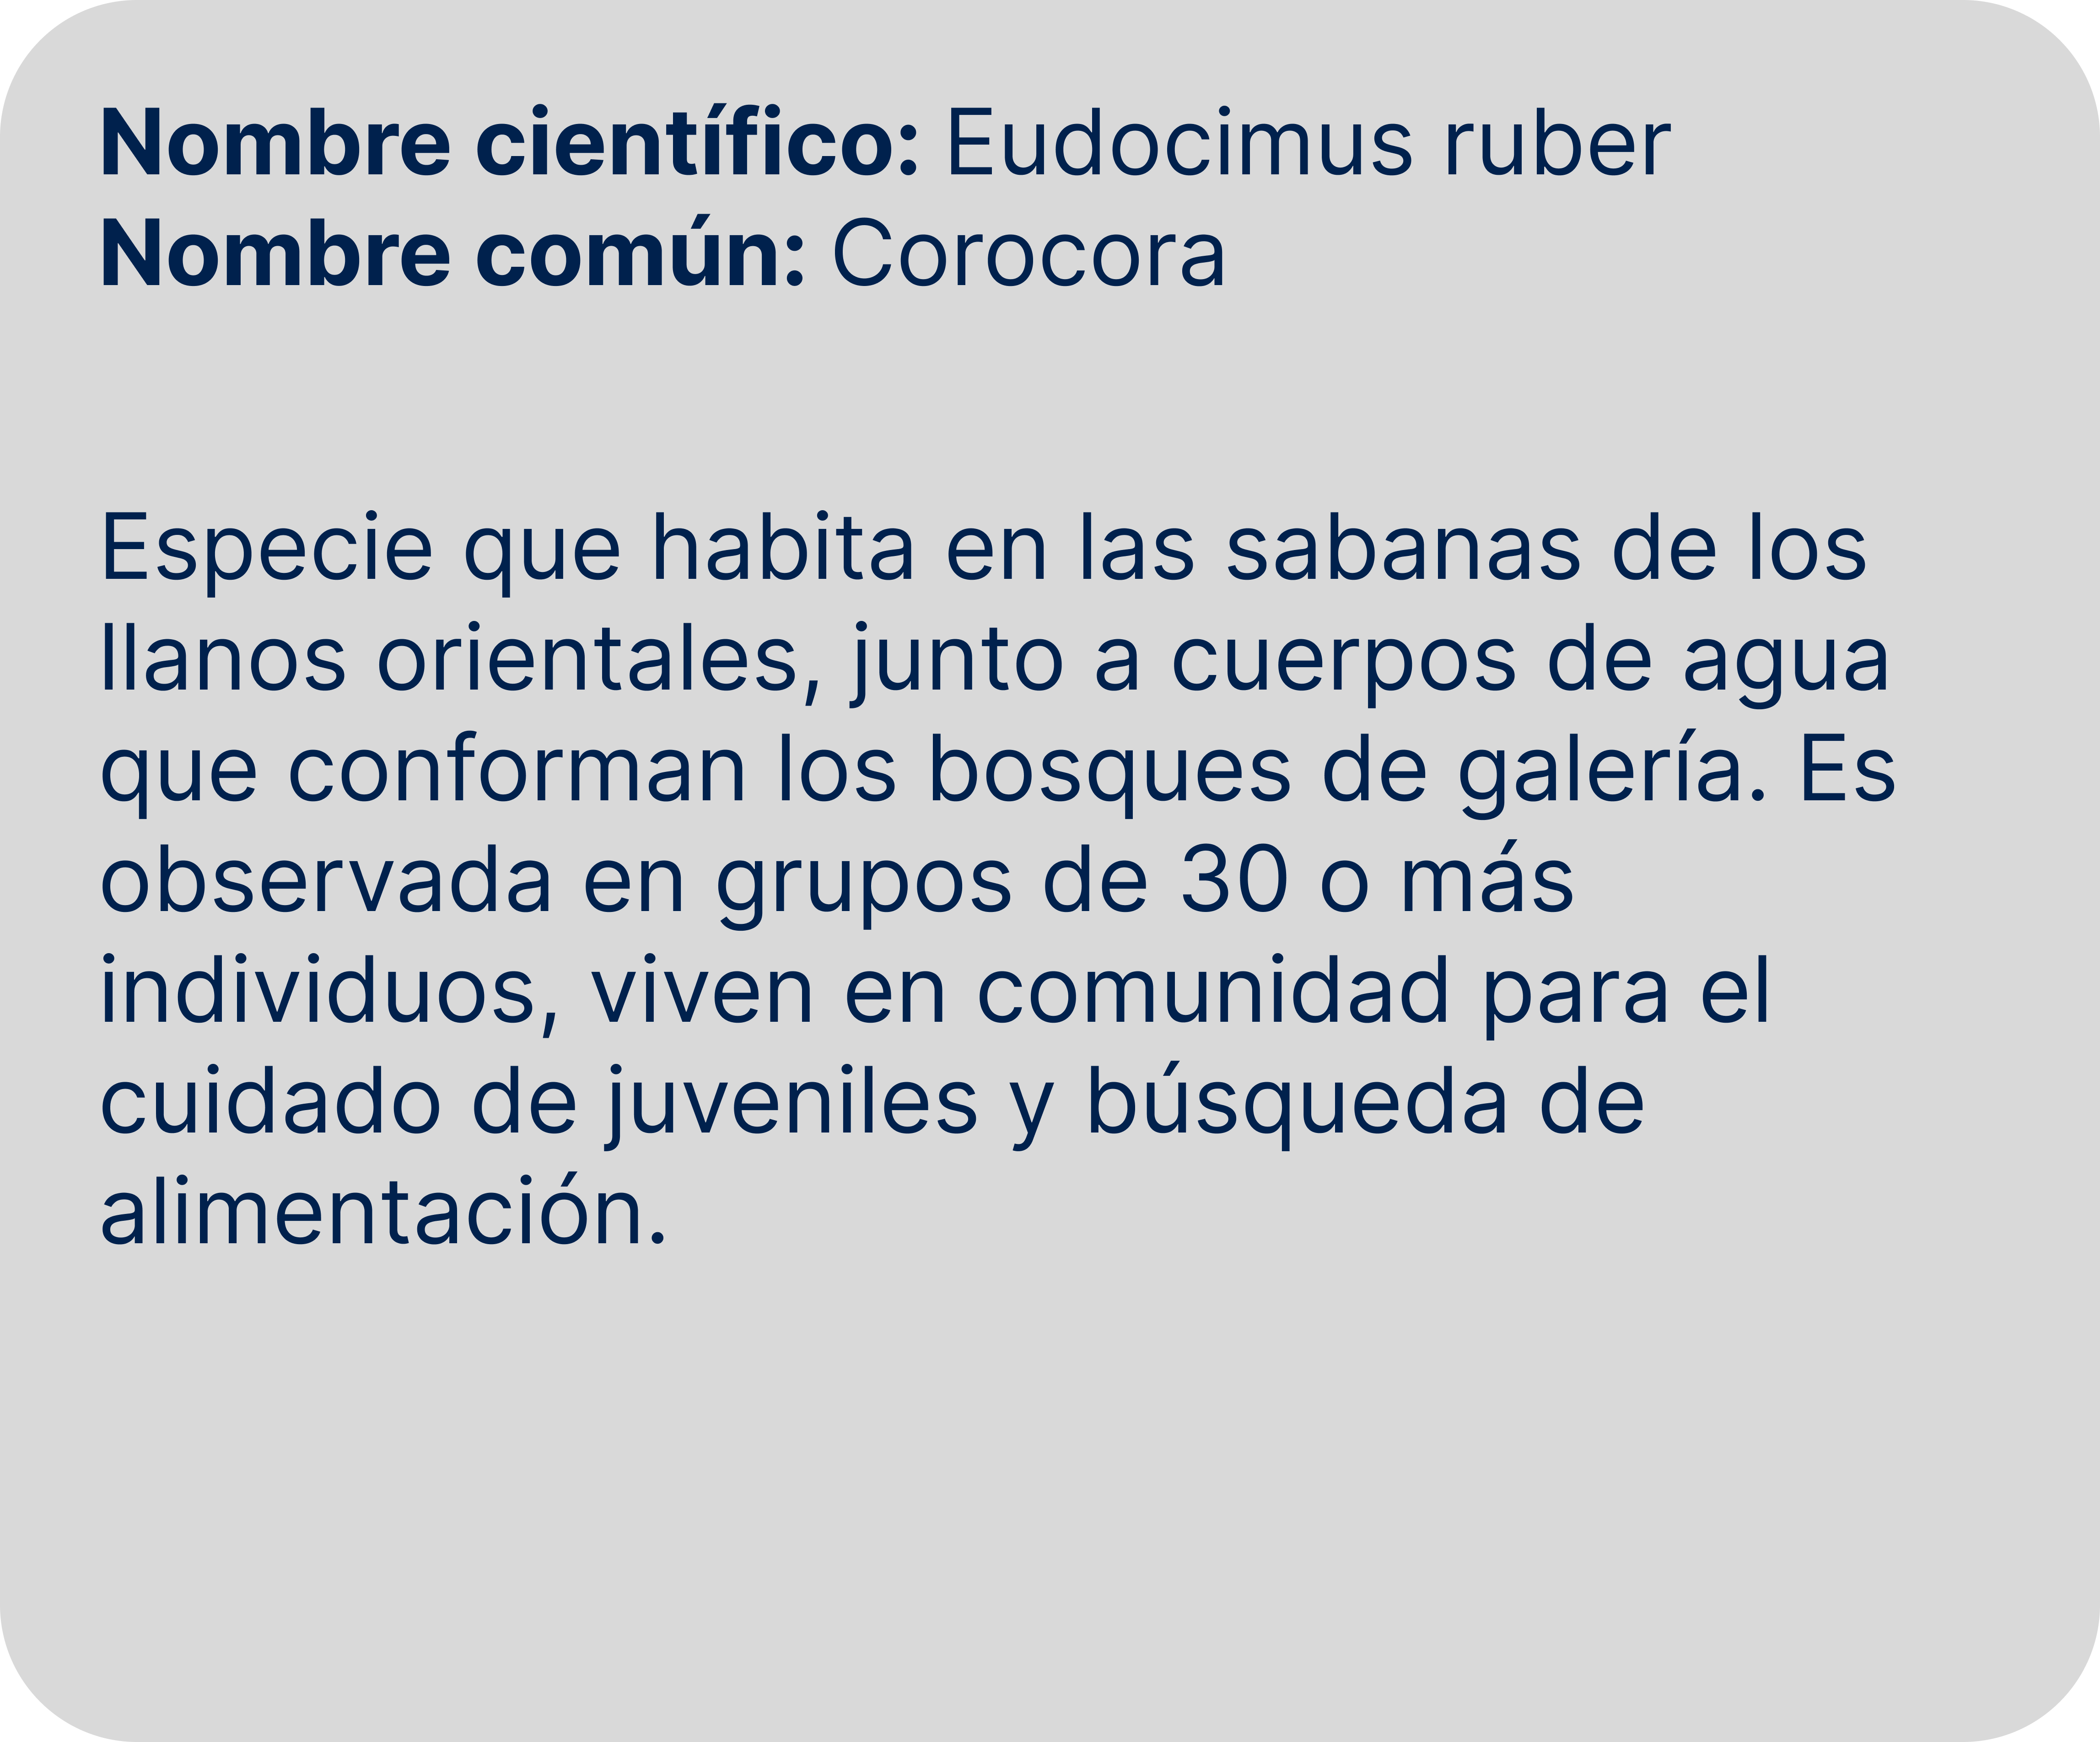 Nombre científico: Eudocimus ruber
Nombre común: Corocora
Especie que habita en las sabanas de los
llanos orientales, junto a cuerpos de agua
que conforman los bosques de galería. Es
observada en grupos de 30 o más
individuos, viven en comunidad para el
cuidado de juveniles y búsqueda de
alimentación.